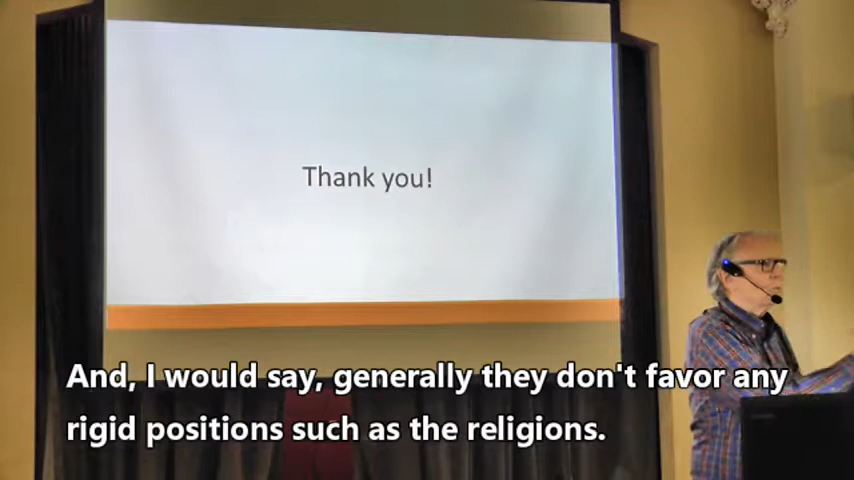 Thank you!
And, I would say, generally they don't favor any
rigid positions such as the religions.